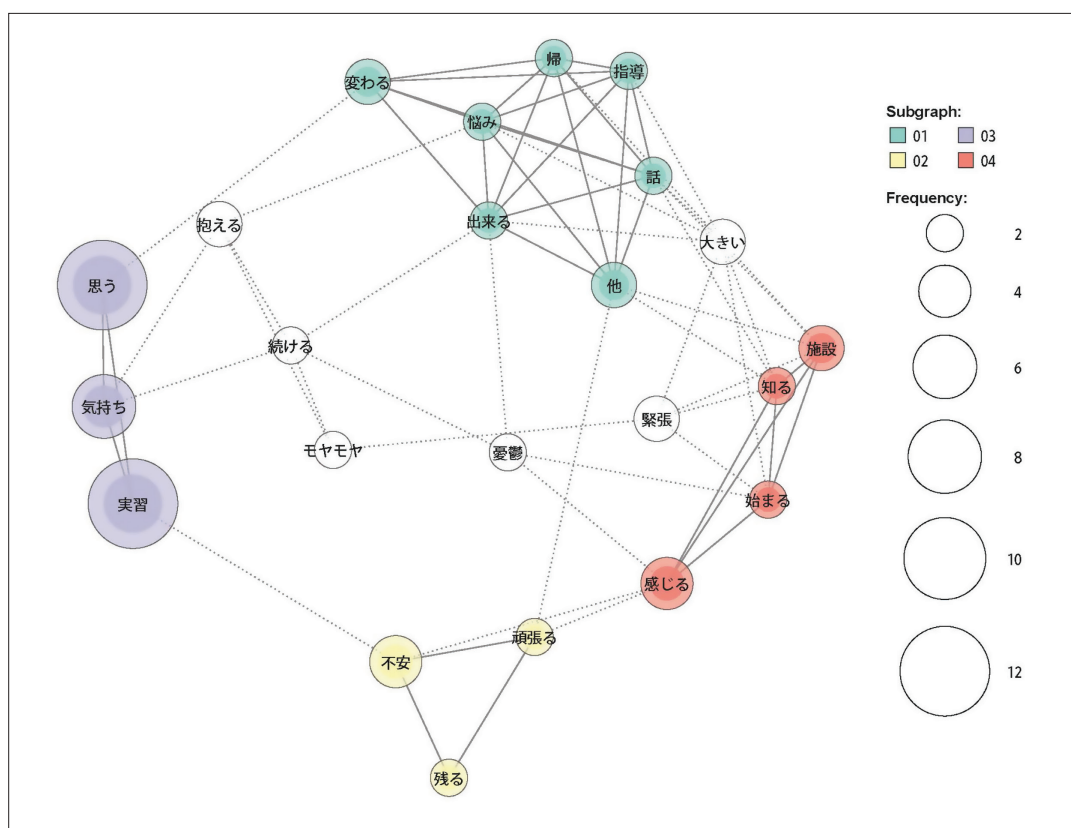 帰
指導
変わる
悩み
話
出来る
抱える
大きい
思う
他
続ける
施設
知る
気持ち
緊張
モヤモヤ
憂鬱
実習
始まる
感じる
頑張る
不安
残る
Subgraph:
01 03
02 04
Frequency:
2
4
6
8
10
12